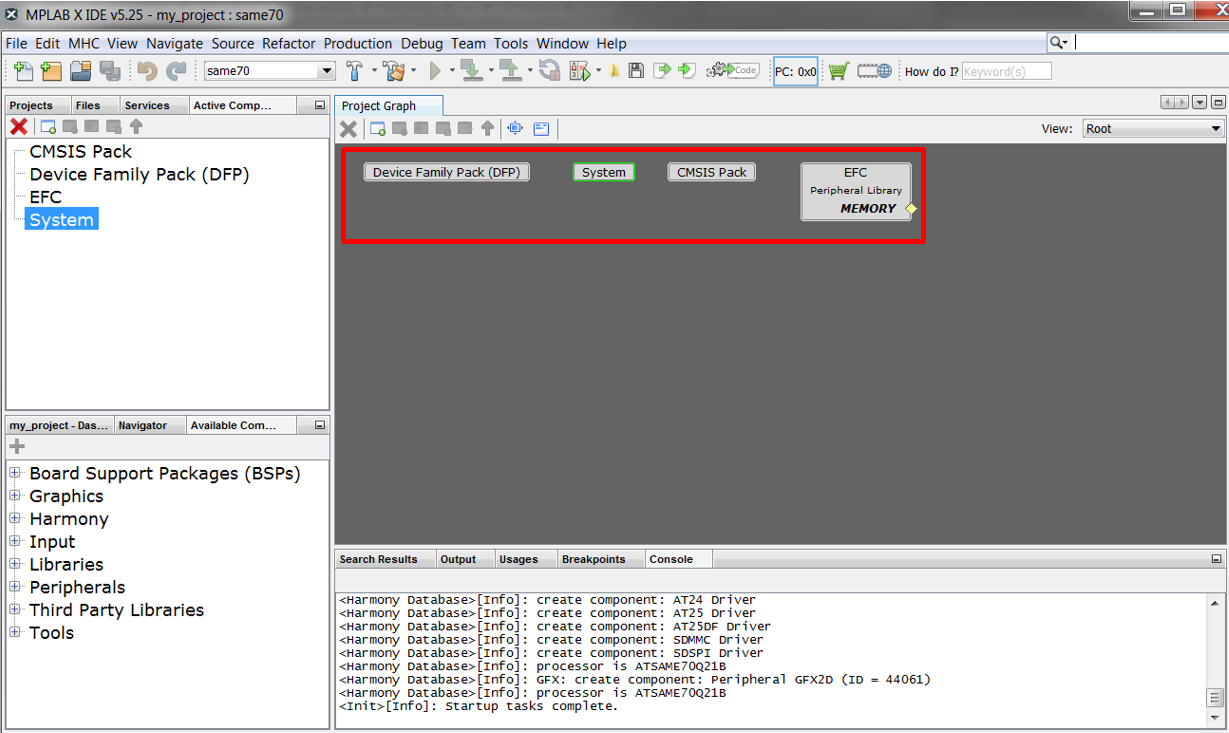 MPLAB X IDE v5.25 - my_project : same70
File Edit MHC View Navigate Source Refactor Production Debug Team Tools Window Help
same70
Code
PC: 0x0
How do I?
Keyword(s)
Projects Files Services Active Comp...
CMSIS Pack
Device Family Pack (DFP)
EFC
System
Project Graph
View: Root
Device Family Pack (DFP)
System
CMSIS Pack
EFC
Peripheral Library
MEMORY
my_project - Das... Navigator Available Com...
Board Support Packages (BSPs)
Graphics
Harmony
Input
Libraries
Peripherals
Third Party Libraries
Tools
Search Results Output Usages Breakpoints Console
<Harmony Database>[Info]: create component: AT24 Driver
<Harmony Database>[Info]: create component: AT25 Driver
<Harmony Database>[Info]: create component: AT25DF Driver
<Harmony Database>[Info]: create component: SDMMC Driver
<Harmony Database>[Info]: create component: SDSPI Driver
<Harmony Database>[Info]: processor is ATSAME70Q21B
<Harmony Database>[Info]: GFX: create component: Peripheral GFX2D (ID = 44061)
<Harmony Database>[Info]: processor is ATSAME70Q21B
<Init>[Info]: Startup tasks complete.